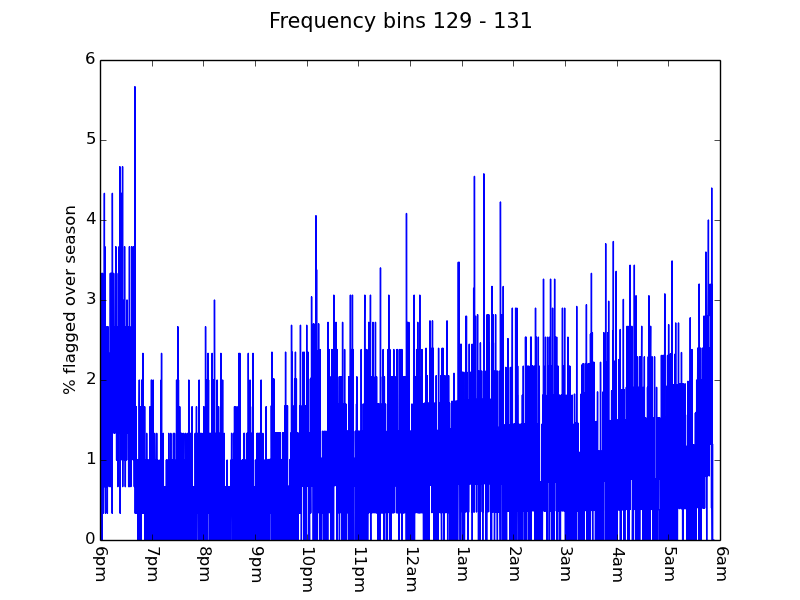 Frequency bins 129 - 131
% flagged over season
6
5
4
3
2
1
0
6pm
7pm
8pm
9pm
10pm
11pm
12am
1am
2am
3am
4am
5am
6am